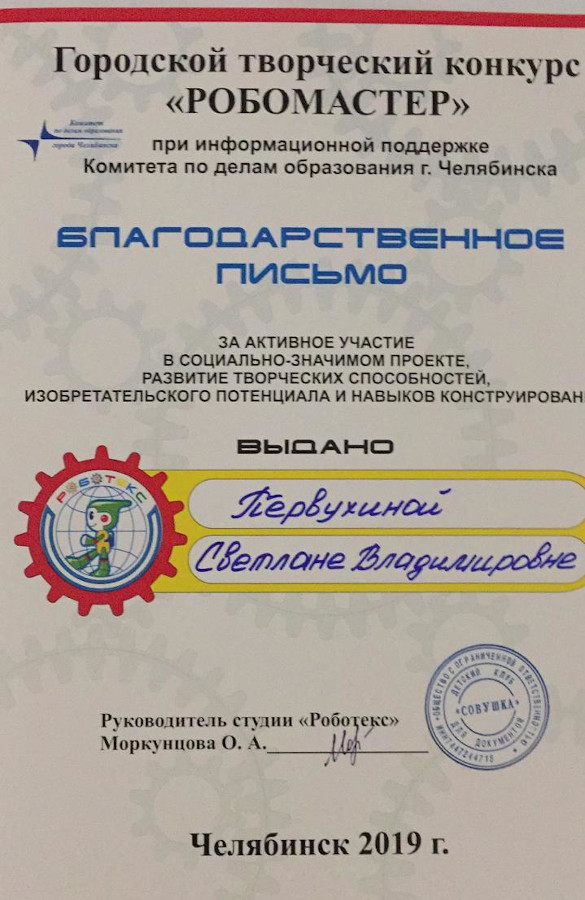 Городской творческий конкурс
«РОБОМАСТЕР»
Комитет
по делам образования
города Челябинска
при информационной поддержке
Комитета по делам образования г. Челябинска
БЛАГОДАРСТВЕННОЕ
ПИСЬМО
ЗА АКТИВНОЕ УЧАСТИЕ
В СОЦИАЛЬНО-ЗНАЧИМОМ ПРОЕКТЕ,
РАЗВИТИЕ ТВОРЧЕСКИХ СПОСОБНОСТЕЙ,
ИЗОБРЕТАТЕЛЬСКОГО ПОТЕНЦИАЛА И НАВЫКОВ КОНСТРУИРОВАН
ВЫДАНО
РОБОТЕКС
Первухиной
Светлане Владимировне
ОБЩЕСТВО С ОГРАНИЧЕННОЙ ОТВЕТСТВЕННОСТЬЮ
ДЕТСКИЙ КЛУБ
"СОВУШКА"
ДЛЯ ДОКУМЕНТОВ
Руководитель студии «Роботекс»
Моркунцова О. А.
Челябинск 2019 г.